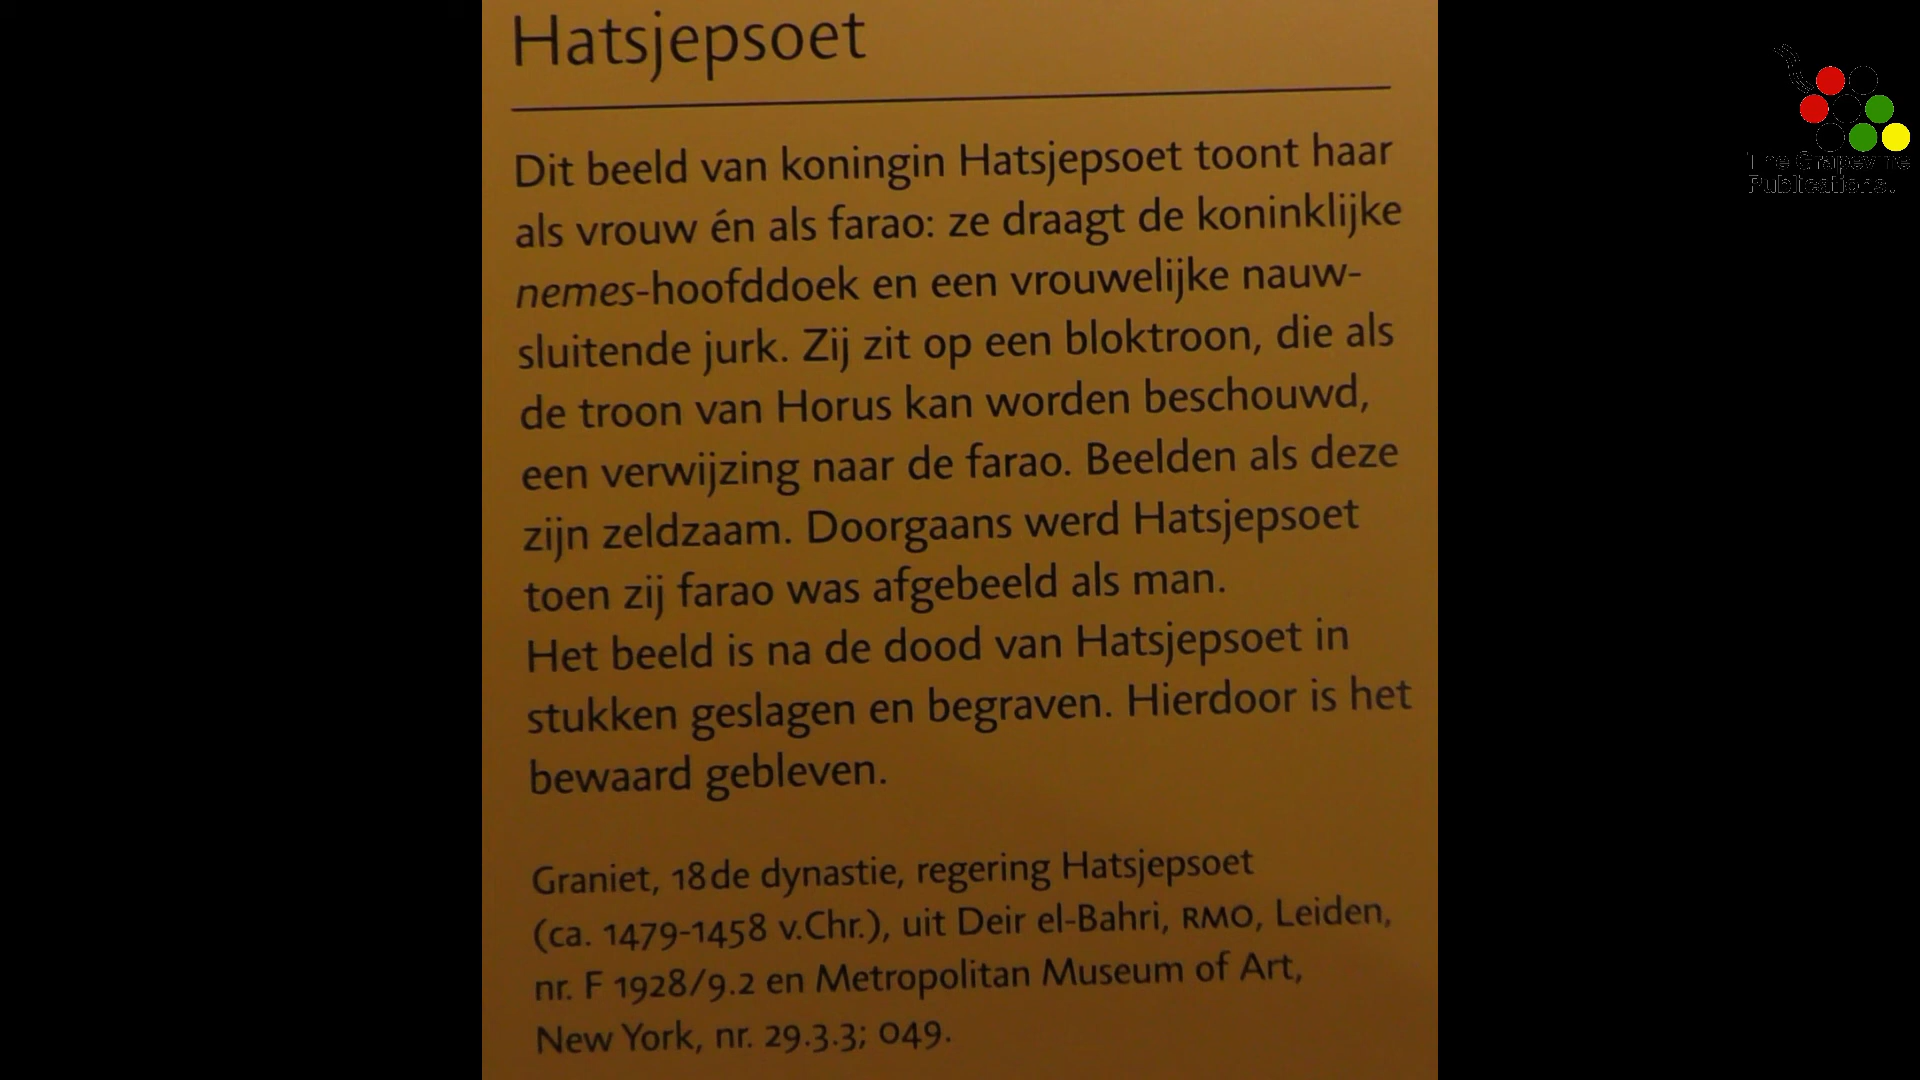 Hatsjepsoet
Dit beeld van koningin Hatsjepsoet toont haar
als vrouw én als farao: ze draagt de koninklijke
nemes-hoofddoek en een vrouwelijke nauw-
sluitende jurk. Zij zit op een bloktroon, die als
de troon van Horus kan worden beschouwd,
een verwijzing naar de farao. Beelden als deze
zijn zeldzaam. Doorgaans werd Hatsjepsoet
toen zij farao was afgebeeld als man.
Het beeld is na de dood van Hatsjepsoet in
stukken geslagen en begraven. Hierdoor is het
bewaard gebleven.
Graniet, 18de dynastie, regering Hatsjepsoet
(ca. 1479-1458 v.Chr.), uit Deir el-Bahri, RMO, Leiden,
nr. F 1928/9.2 en Metropolitan Museum of Art,
New York, nr. 29.3.3; 049.
The Grapevine
Publications.